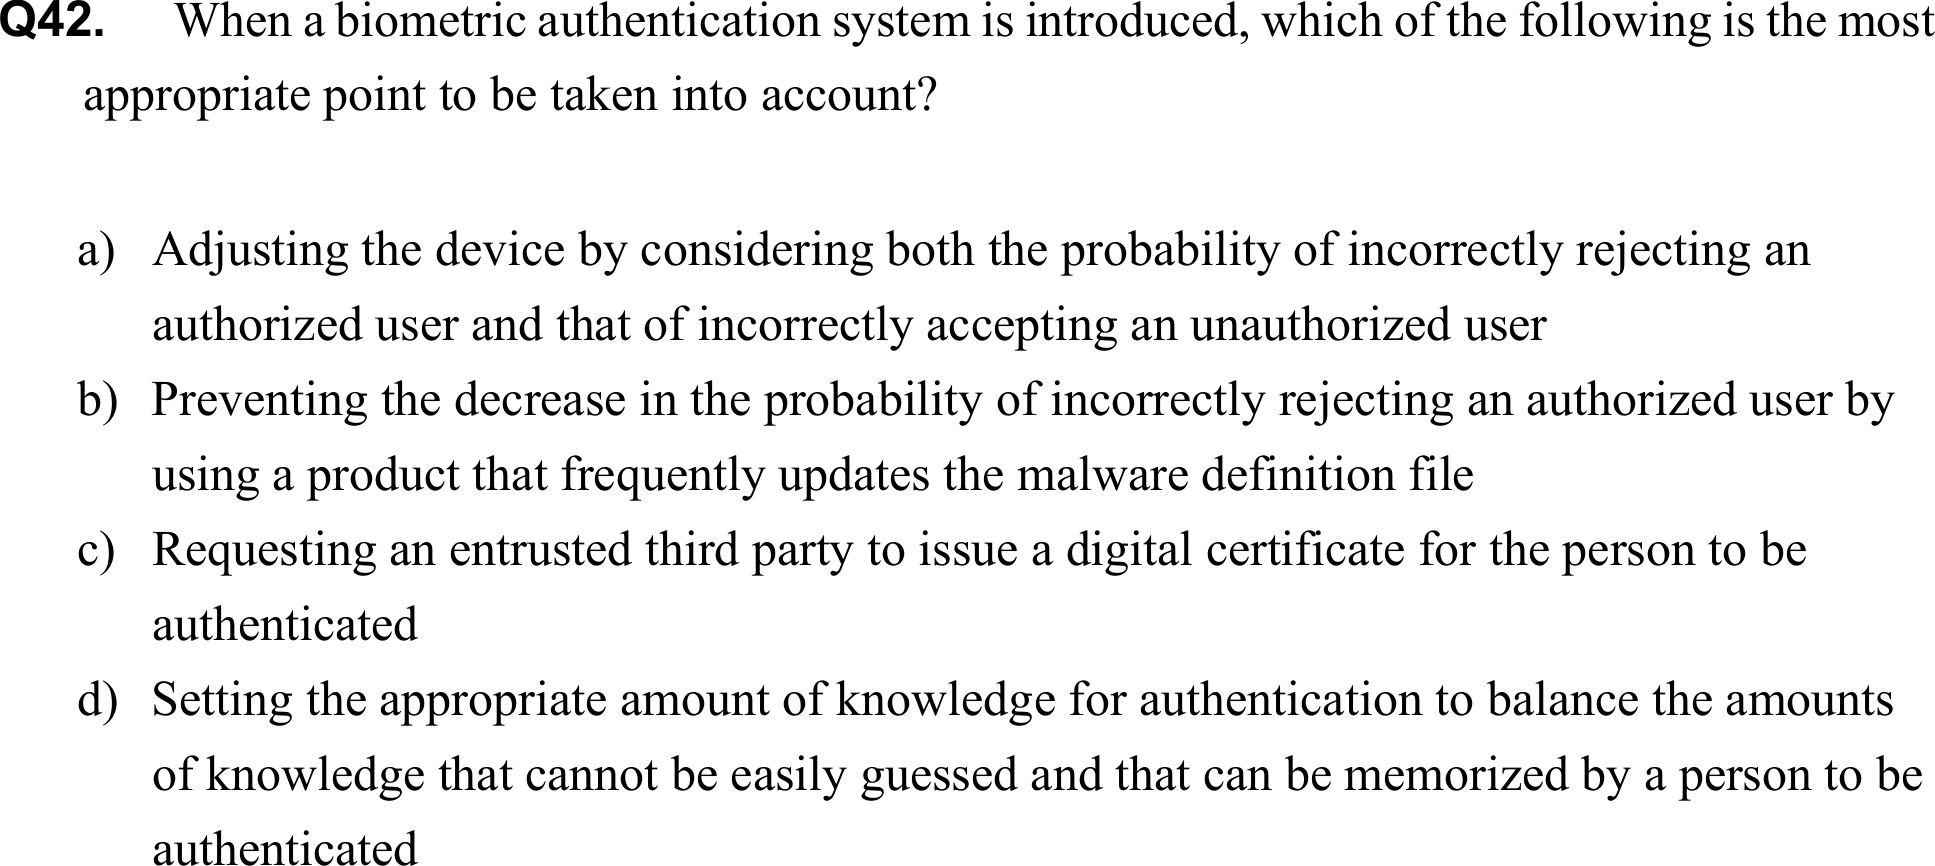 Q42. When a biometric authentication system is introduced, which of the following is the most
appropriate point to be taken into account?
a) Adjusting the device by considering both the probability of incorrectly rejecting an
authorized user and that of incorrectly accepting an unauthorized user
b) Preventing the decrease in the probability of incorrectly rejecting an authorized user by
using a product that frequently updates the malware definition file
c) Requesting an entrusted third party to issue a digital certificate for the person to be
authenticated
d) Setting the appropriate amount of knowledge for authentication to balance the amounts
of knowledge that cannot be easily guessed and that can be memorized by a person to be
authenticated